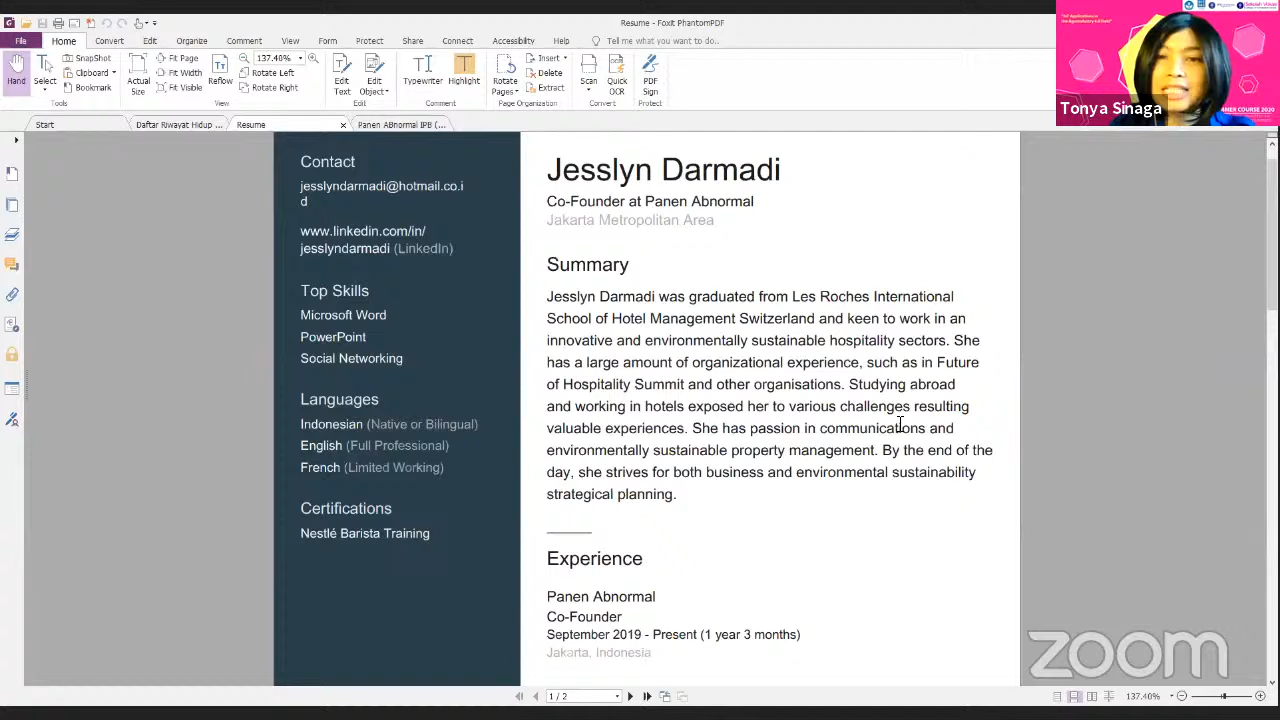 Resume - Foxit PhantomPDF
File Home Convert Edit Organize Comment View Form Protect Share Connect Accessibility Help Tell me what you want to do..
Hand
Select
SnapShot
Clipboard
Bookmark
Tools
Actual Size
Fit Page
Fit Width
Fit Visible
Reflow
137.40%
Rotate Left
Rotate Right
View
Edit Text
Edit Object
Edit
Typewriter
Highlight
Comment
Rotate Pages
Insert
Delete
Extract
Page Organization
Scan
Quick OCR
Convert
PDF Sign
Protect
Tonya Sinaga
MER COURSE 2020
Start
Daftar Riwayat Hidup ...
Resume
Panen Abnormal IPB (...
Contact
jesslyndarmadi@hotmail.co.i
d
www.linkedin.com/in/
jesslyndarmadi (LinkedIn)
Top Skills
Microsoft Word
PowerPoint
Social Networking
Languages
Indonesian (Native or Bilingual)
English (Full Professional)
French (Limited Working)
Certifications
Nestlé Barista Training
Jesslyn Darmadi
Co-Founder at Panen Abnormal
Jakarta Metropolitan Area
Summary
Jesslyn Darmadi was graduated from Les Roches International
School of Hotel Management Switzerland and keen to work in an
innovative and environmentally sustainable hospitality sectors. She
has a large amount of organizational experience, such as in Future
of Hospitality Summit and other organisations. Studying abroad
and working in hotels exposed her to various challenges resulting
valuable experiences. She has passion in communications and
environmentally sustainable property management. By the end of the
day, she strives for both business and environmental sustainability
strategical planning.
Experience
Panen Abnormal
Co-Founder
September 2019 - Present (1 year 3 months)
Jakarta, Indonesia
zoom
1 / 2
137.40%